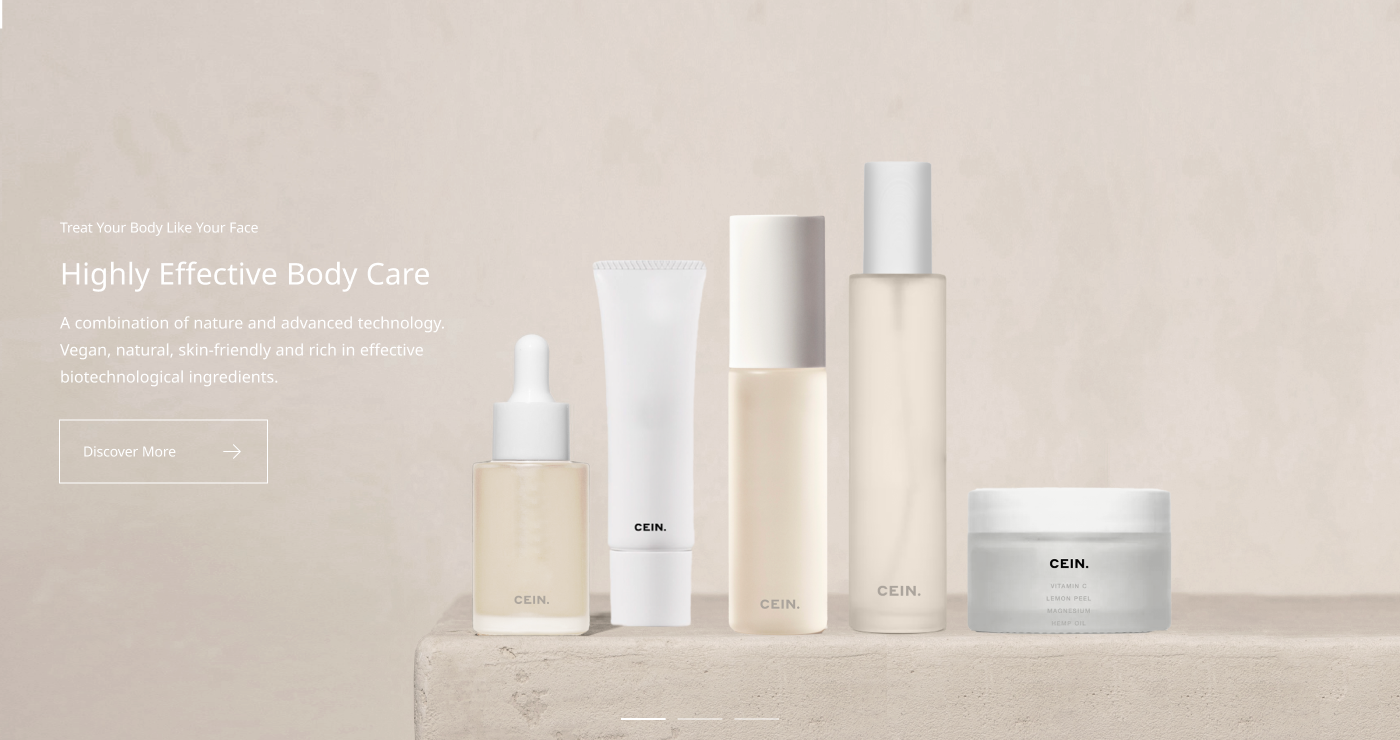 Treat Your Body Like Your Face
Highly Effective Body Care
A combination of nature and advanced technology.
Vegan, natural, skin-friendly and rich in effective
biotechnological ingredients.
Discover More
CEIN.
CEIN.
CEIN.
CEIN.
CEIN.
VITAMIN C
LEMON PEEL
MAGNESIUM
HEMP OIL